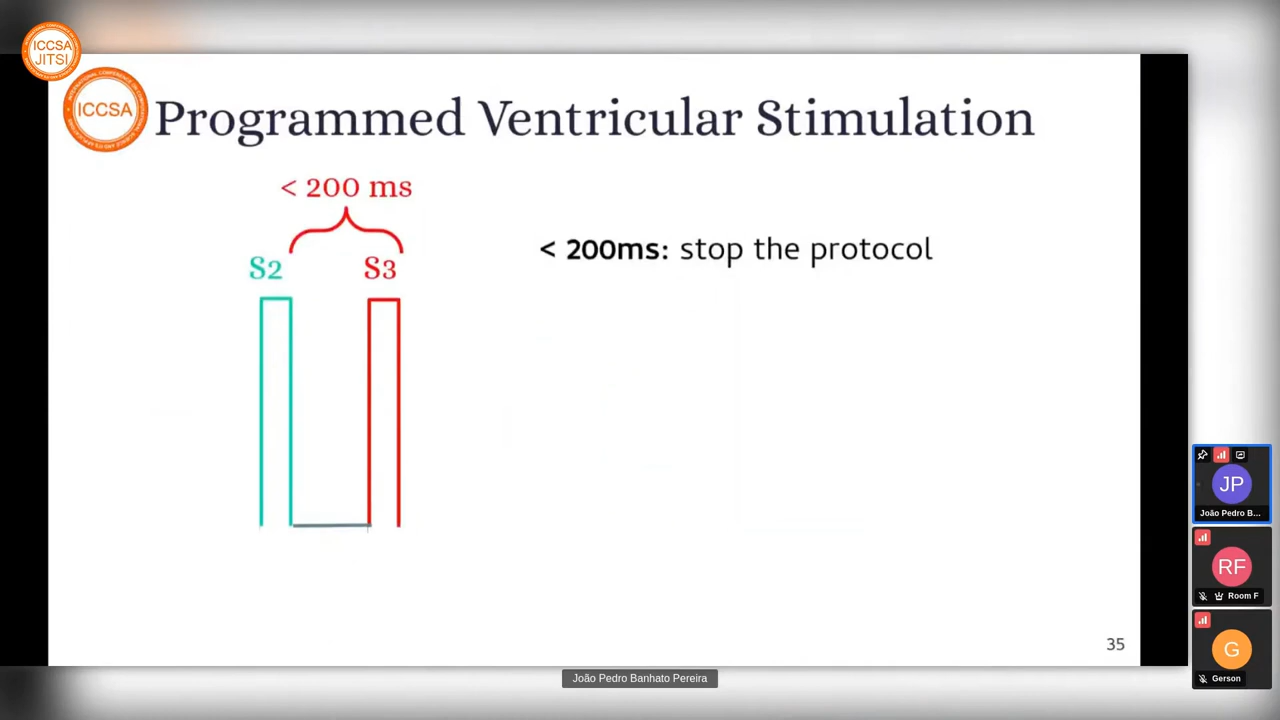 ICCSA
JITSI
ICCSA
Programmed Ventricular Stimulation
< 200 ms
S2
S3
< 200ms: stop the protocol
35
JP
João Pedro B...
RF
Room F
G
Gerson
João Pedro Banhato Pereira